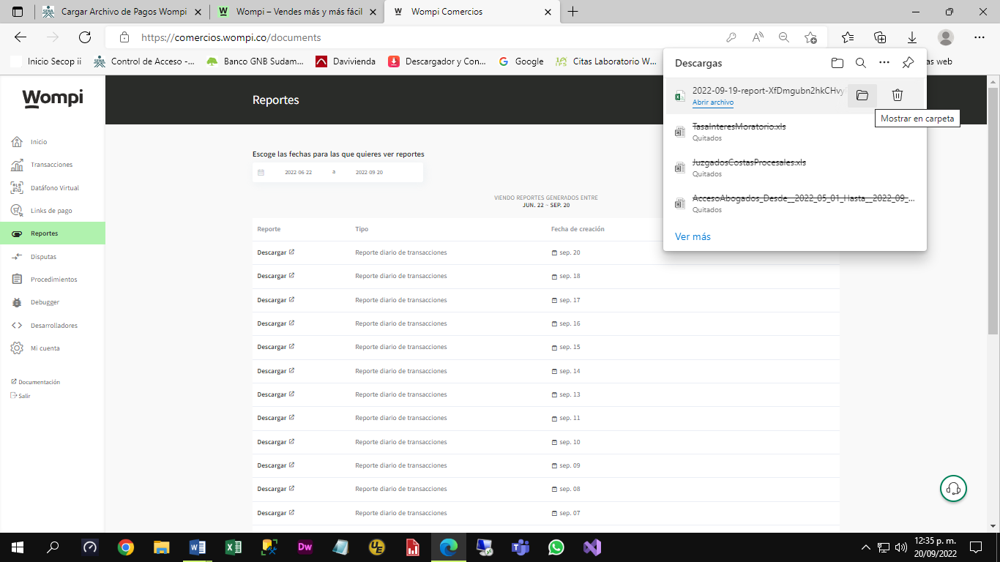 Cargar Archivo de Pagos Wompi
Wompi – Vendes más y más fácil
Wompi Comercios
https://comercios.wompi.co/documents
Inicio Secop ii
Control de Acceso -...
Banco GNB Sudam...
Davivienda
Descargador y Con...
Google
Citas Laboratorio W...
as web
Descargas
2022-09-19-report-XfDmgubn2hkCHvy
Abrir archivo
Mostrar en carpeta
TasaInteresMoratorio.xls
Quitados
JuzgadosCostasProcesales.xls
Quitados
AccesoAbogados_Desde__2022_05_01_Hasta__2022_09_...
Quitados
Ver más
Wompi
Inicio
Transacciones
Datáfono Virtual
Links de pago
Reportes
Disputas
Procedimientos
Debugger
Desarrolladores
Mi cuenta
Documentación
Salir
Reportes
Escoge las fechas para las que quieres ver reportes
2022-06-22 a 2022-09-20
VIENDO REPORTES GENERADOS ENTRE
JUN. 22 - SEP. 20
Reporte Tipo Fecha de creación
Descargar Reporte diario de transacciones sep. 20
Descargar Reporte diario de transacciones sep. 18
Descargar Reporte diario de transacciones sep. 17
Descargar Reporte diario de transacciones sep. 16
Descargar Reporte diario de transacciones sep. 15
Descargar Reporte diario de transacciones sep. 14
Descargar Reporte diario de transacciones sep. 13
Descargar Reporte diario de transacciones sep. 11
Descargar Reporte diario de transacciones sep. 10
Descargar Reporte diario de transacciones sep. 09
Descargar Reporte diario de transacciones sep. 08
Descargar Reporte diario de transacciones sep. 07
Dw
UE
12:35 p. m.
20/09/2022